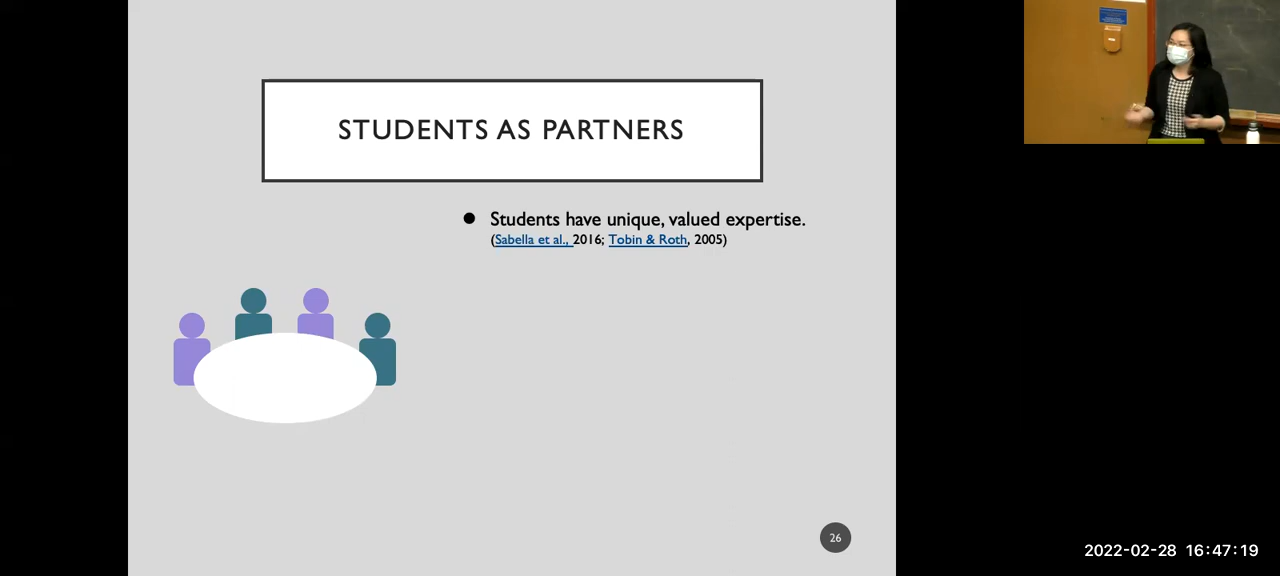 STUDENTS AS PARTNERS
● Students have unique, valued expertise.
(Sabella et al., 2016; Tobin & Roth, 2005)
26
2022-02-28 16:47:19